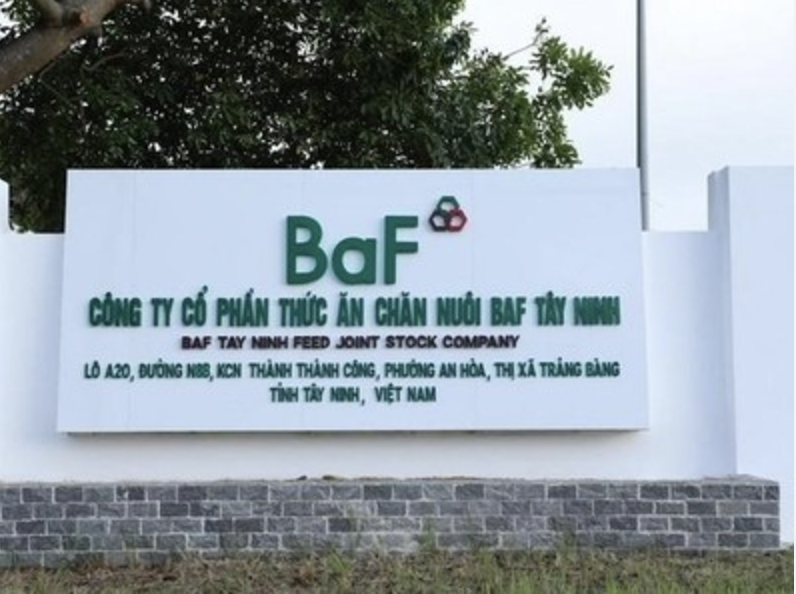 BaF
CÔNG TY CỔ PHẦN THỨC ĂN CHĂN NUÔI BAF TÂY NINH
BAF TAY NINH FEED JOINT STOCK COMPANY
LÔ A20, ĐƯỜNG N8B, KCN THÀNH THÀNH CÔNG, PHƯỜNG AN HÒA, THỊ XÃ TRẢNG BÀNG
TỈNH TÂY NINH, VIỆT NAM